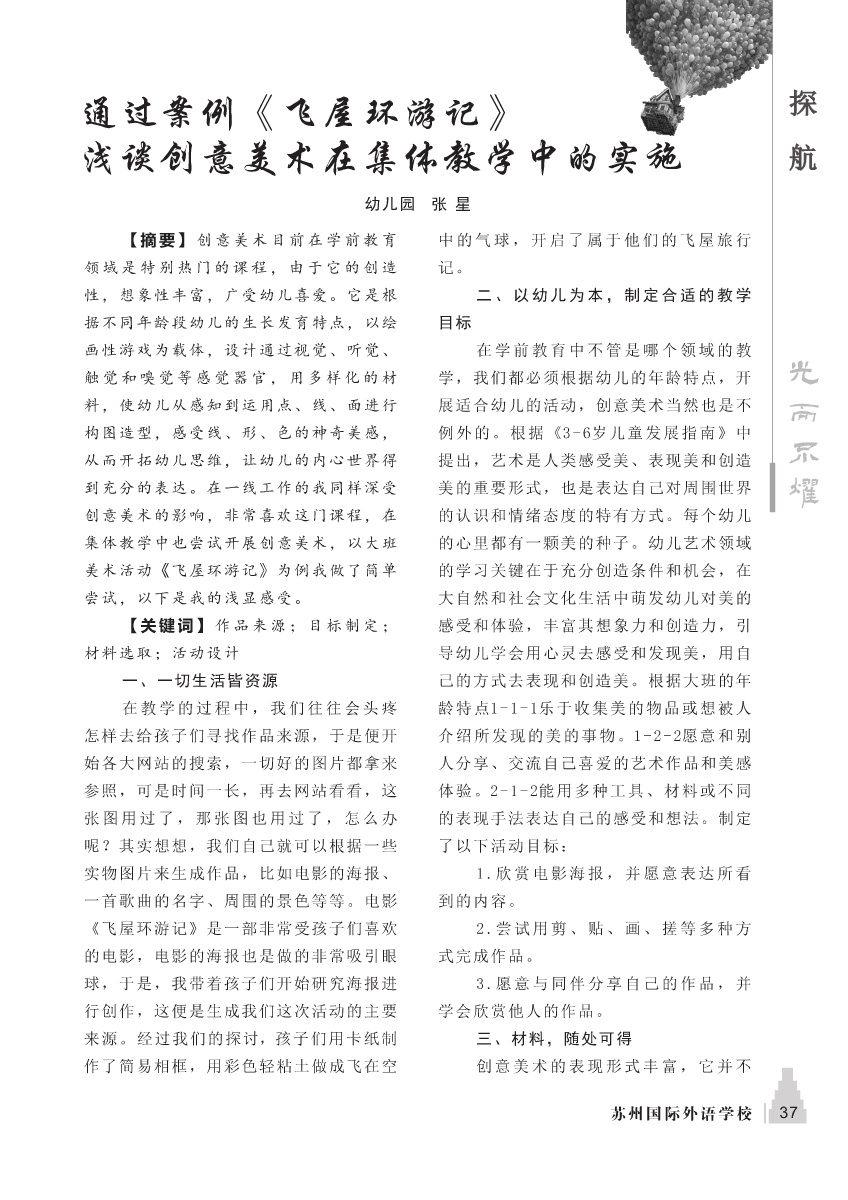 通过案例《飞屋环游记》
浅谈创意美术在集体教学中的实施
幼儿园 张 星
【摘要】创意美术目前在学前教育
领域是特别热门的课程，由于它的创造
性，想象性丰富，广受幼儿喜爱。它是根
据不同年龄段幼儿的生长发育特点，以绘
画性游戏为载体，设计通过视觉、听觉、
触觉和嗅觉等感觉器官，用多样化的材
料，使幼儿从感知到运用点、线、面进行
构图造型，感受线、形、色的神奇美感，
从而开拓幼儿思维，让幼儿的内心世界得
到充分的表达。在一线工作的我同样深受
创意美术的影响，非常喜欢这门课程，在
集体教学中也尝试开展创意美术，以大班
美术活动《飞屋环游记》为例我做了简单
尝试，以下是我的浅显感受。
【关键词】作品来源；目标制定；
材料选取；活动设计
一、一切生活皆资源
在教学的过程中，我们往往会头疼
怎样去给孩子们寻找作品来源，于是便开
始各大网站的搜索，一切好的图片都拿来
参照，可是时间一长，再去网站看看，这
张图用过了，那张图也用过了，怎么办
呢？其实想想，我们自己就可以根据一些
实物图片来生成作品，比如电影的海报、
一首歌曲的名字、周围的景色等等。电影
《飞屋环游记》是一部非常受孩子们喜欢
的电影，电影的海报也是做的非常吸引眼
球，于是，我带着孩子们开始研究海报进
行创作，这便是生成我们这次活动的主要
来源。经过我们的探讨，孩子们用卡纸制
作了简易相框，用彩色轻粘土做成飞在空
中的气球，开启了属于他们的飞屋旅行
记。
二、以幼儿为本，制定合适的教学
目标
在学前教育中不管是哪个领域的教
学，我们都必须根据幼儿的年龄特点，开
展适合幼儿的活动，创意美术当然也是不
例外的。根据《3-6岁儿童发展指南》中
提出，艺术是人类感受美、表现美和创造
美的重要形式，也是表达自己对周围世界
的认识和情绪态度的特有方式。每个幼儿
的心里都有一颗美的种子。幼儿艺术领域
的学习关键在于充分创造条件和机会，在
大自然和社会文化生活中萌发幼儿对美的
感受和体验，丰富其想象力和创造力，引
导幼儿学会用心灵去感受和发现美，用自
己的方式去表现和创造美。根据大班的年
龄特点1-1-1乐于收集美的物品或想被人
介绍所发现的美的事物。1-2-2愿意和别
人分享、交流自己喜爱的艺术作品和美感
体验。2-1-2能用多种工具、材料或不同
的表现手法表达自己的感受和想法。制定
了以下活动目标：
1.欣赏电影海报，并愿意表达所看
到的内容。
2.尝试用剪、贴、画、搓等多种方
式完成作品。
3.愿意与同伴分享自己的作品，并
学会欣赏他人的作品。
三、材料，随处可得
创意美术的表现形式丰富，它并不
探
航
光
而
不
耀
苏州国际外语学校 37